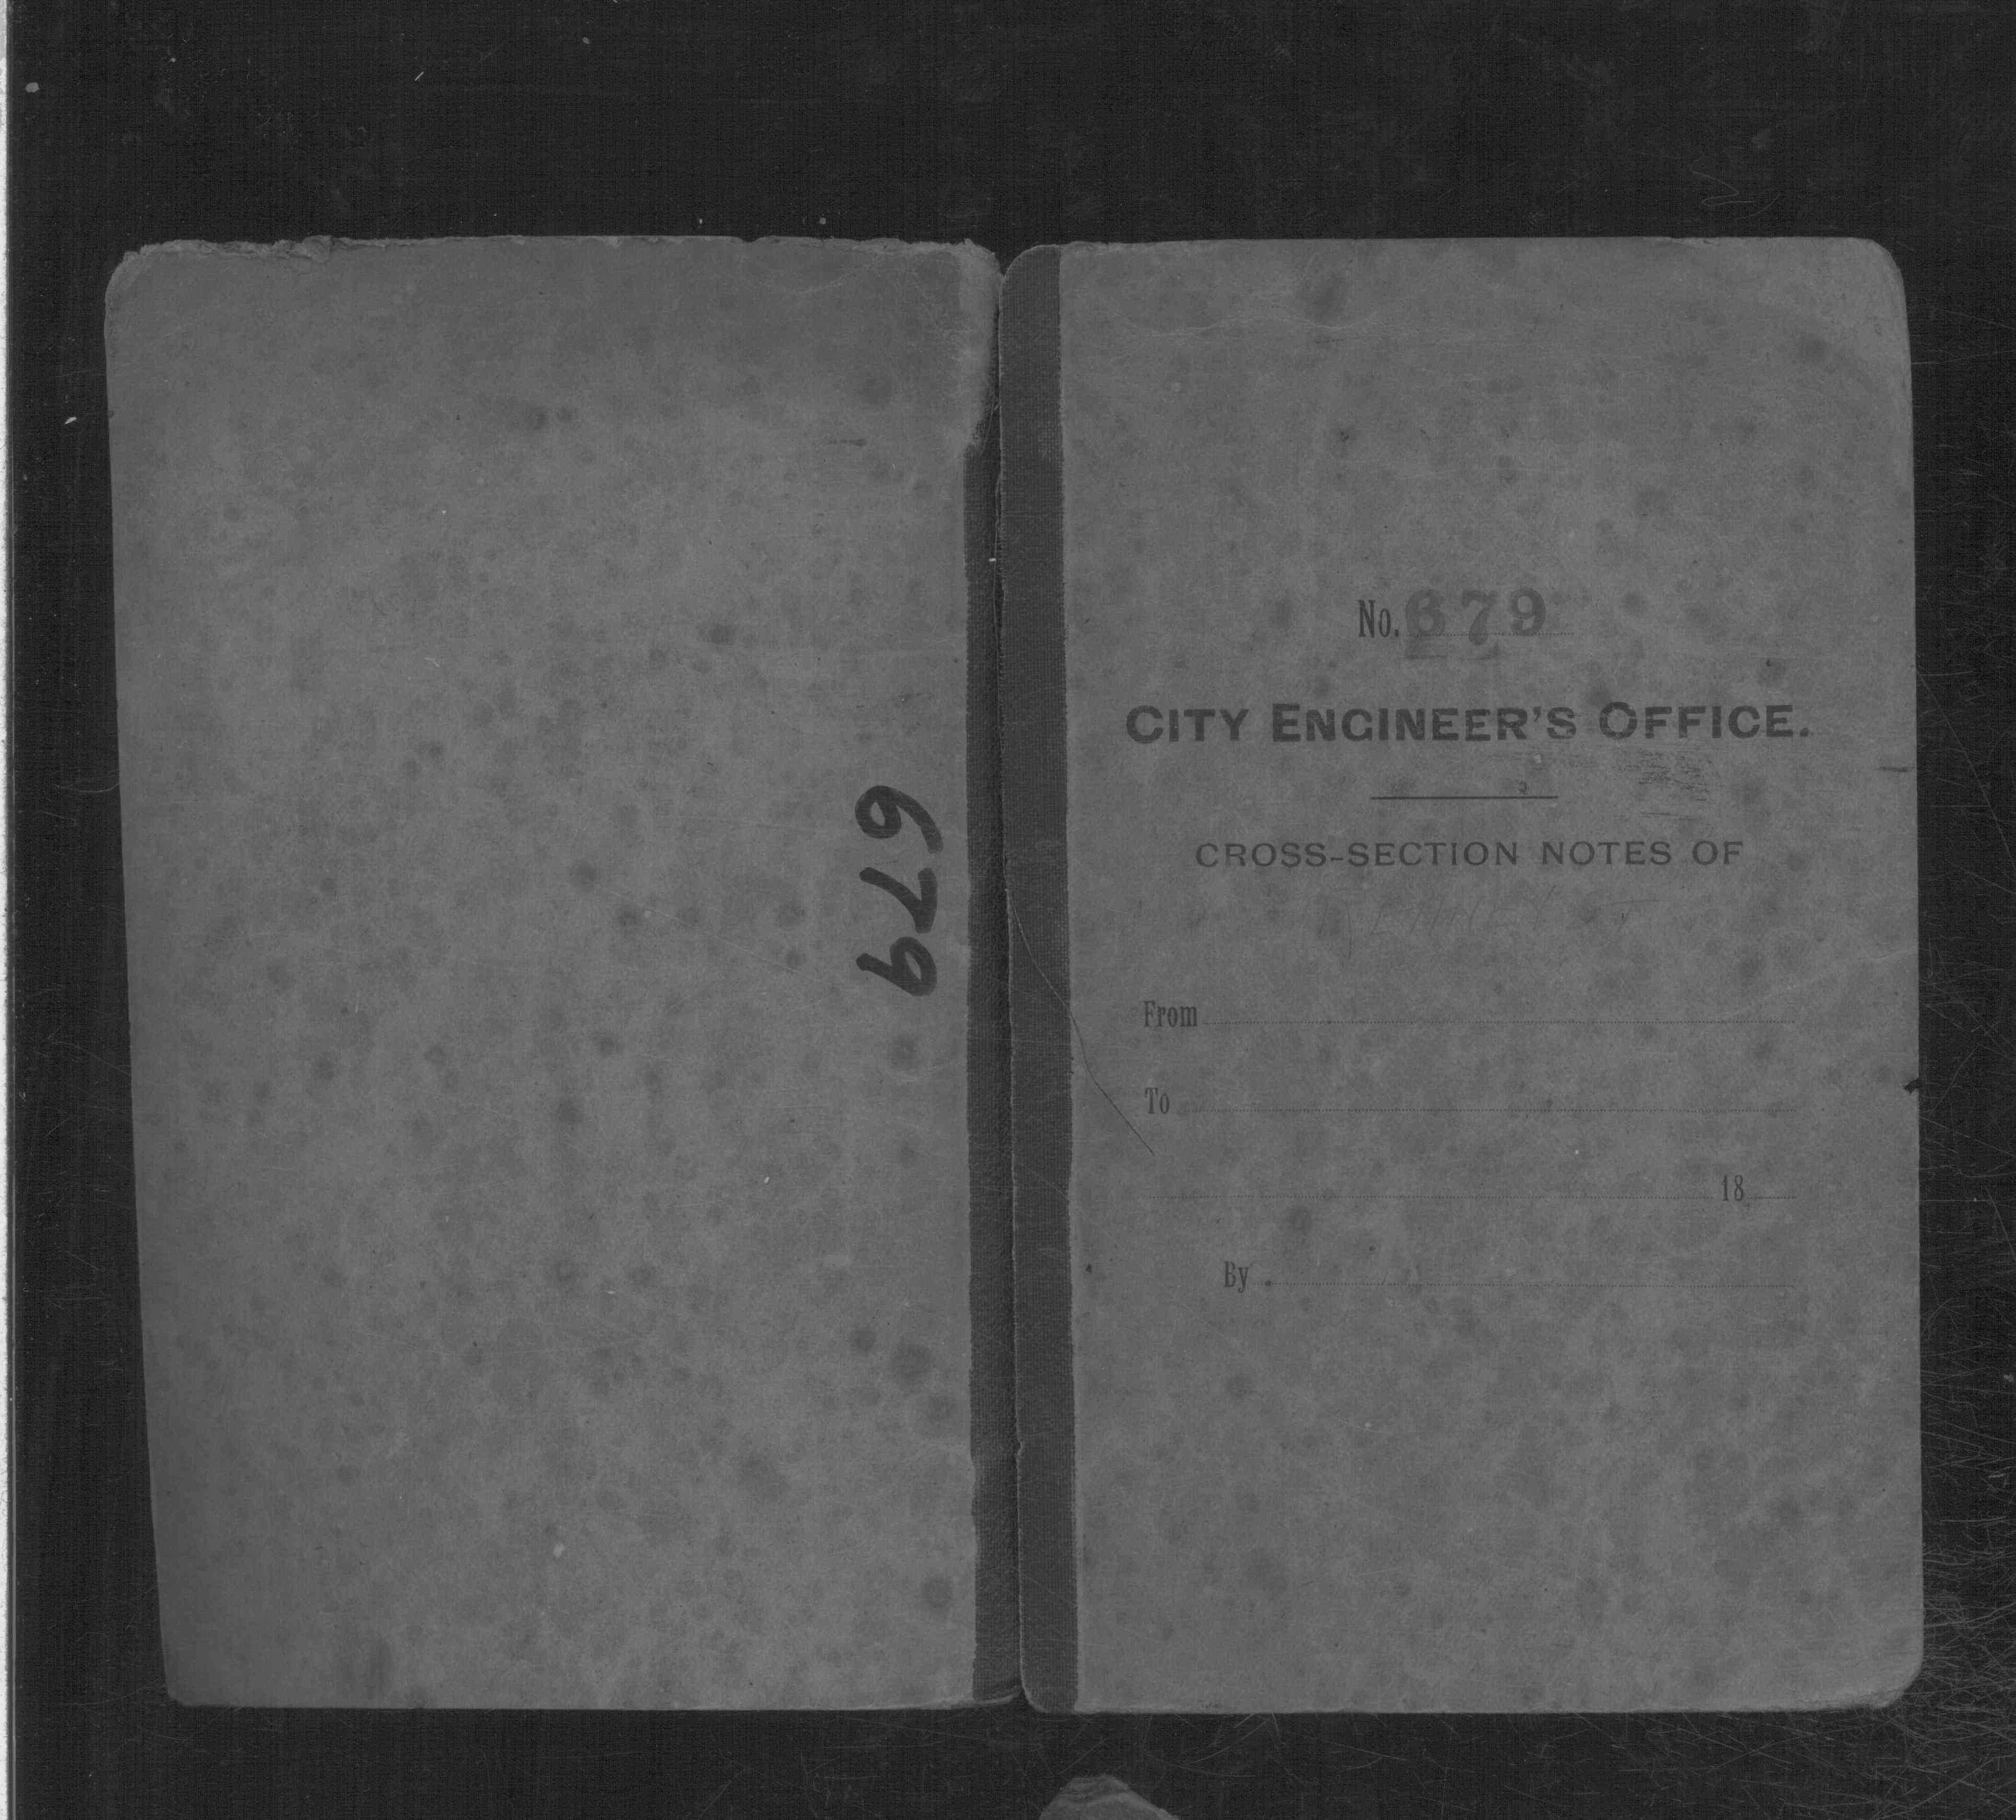 679
No. 679
CITY ENGINEER'S OFFICE.
CROSS-SECTION NOTES OF
From
To
18
By